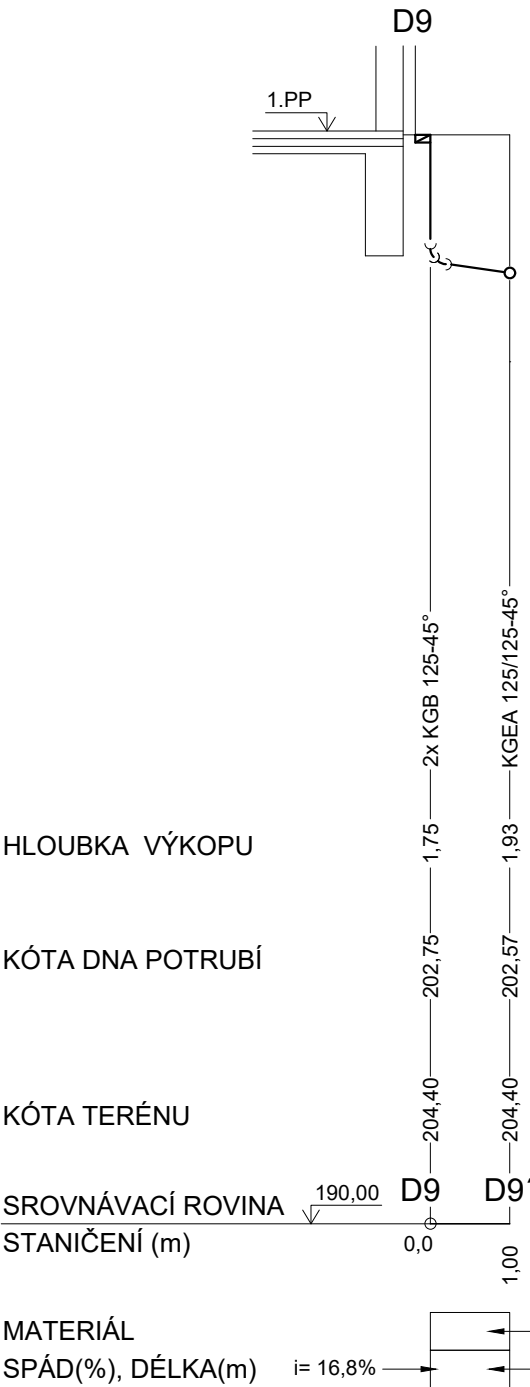 D9
1.PP
2x KGB 125-45°
KGEA 125/125-45°
HLOUBKA VÝKOPU 1,75 1,93
KÓTA DNA POTRUBÍ 202,75 202,57
KÓTA TERÉNU 204,40 204,40
SROVNÁVACÍ ROVINA 190,00 D9 D9'
STANIČENÍ (m) 0,0 1,00
MATERIÁL
SPÁD(%), DÉLKA(m) i= 16,8%